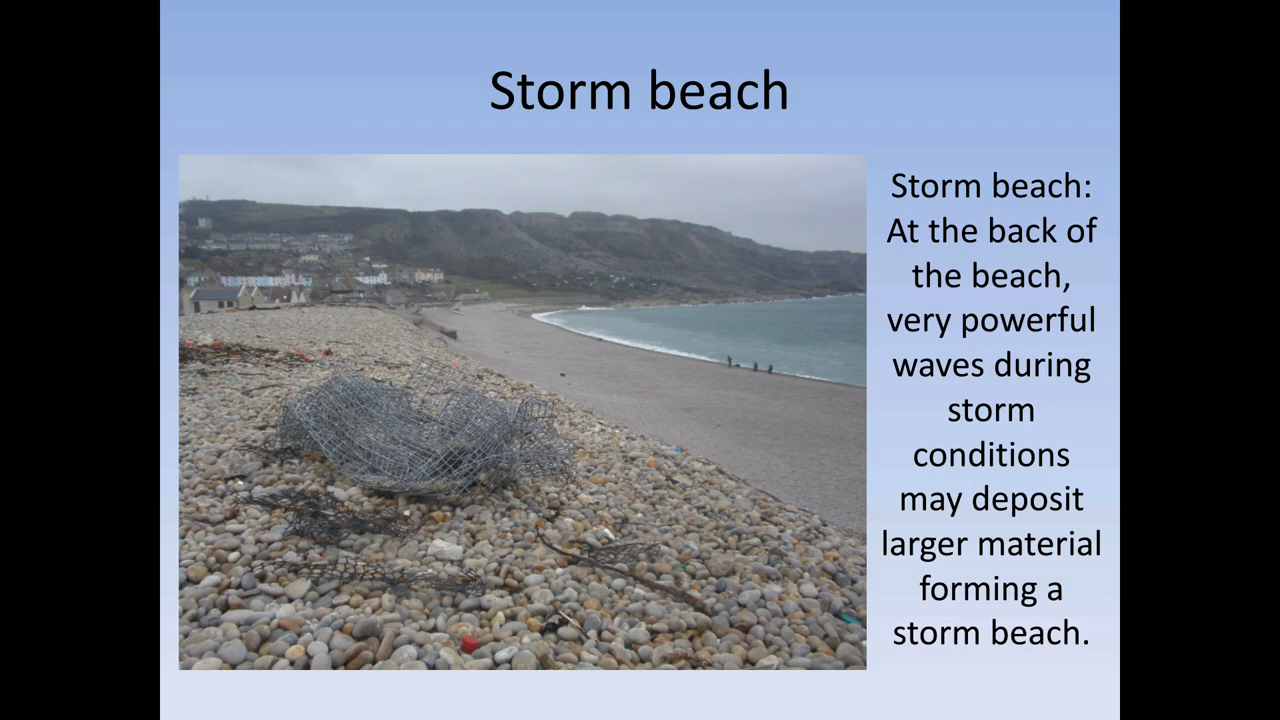 Storm beach
Storm beach:
At the back of
the beach,
very powerful
waves during
storm
conditions
may deposit
larger material
forming a
storm beach.